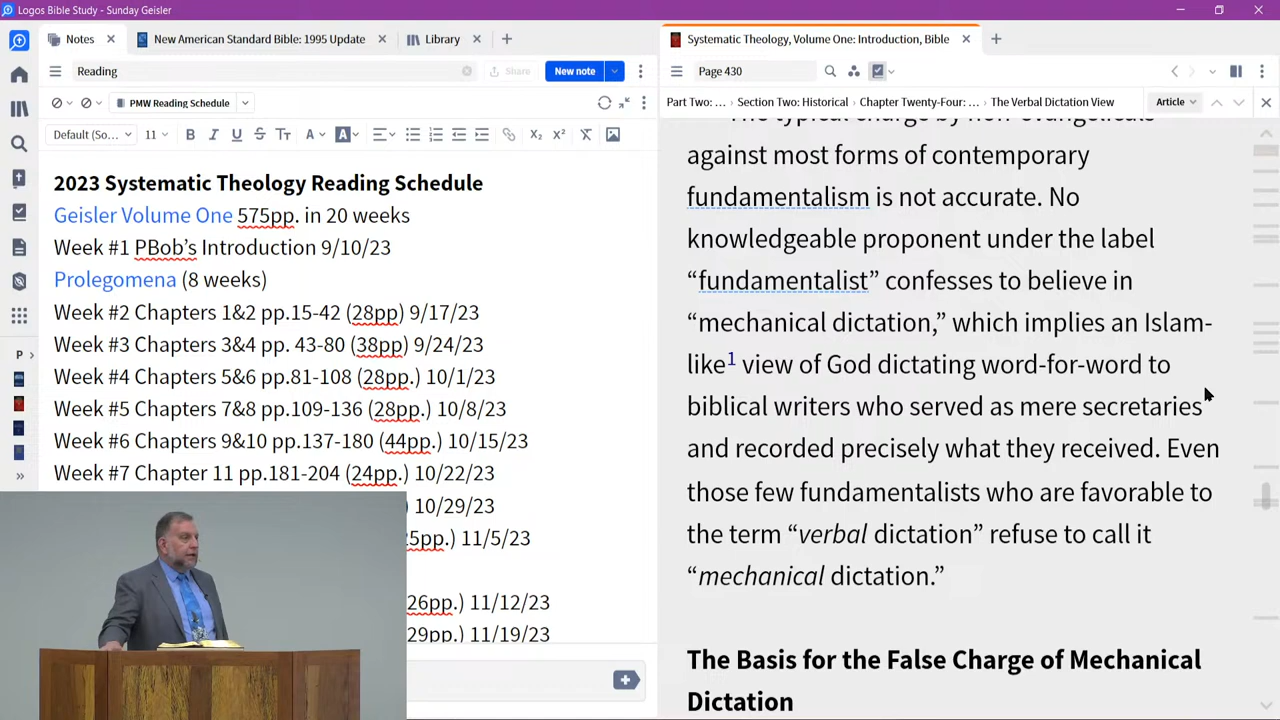 Logos Bible Study - Sunday Geisler
Notes
New American Standard Bible: 1995 Update
Library
Reading
Share
New note
PMW Reading Schedule
Default (So...
11
B I U S TT A A X₂ X²
2023 Systematic Theology Reading Schedule
Geisler Volume One 575pp. in 20 weeks
Week #1 PBob’s Introduction 9/10/23
Prolegomena (8 weeks)
Week #2 Chapters 1&2 pp.15-42 (28pp) 9/17/23
Week #3 Chapters 3&4 pp. 43-80 (38pp) 9/24/23
Week #4 Chapters 5&6 pp.81-108 (28pp.) 10/1/23
Week #5 Chapters 7&8 pp.109-136 (28pp.) 10/8/23
Week #6 Chapters 9&10 pp.137-180 (44pp.) 10/15/23
Week #7 Chapter 11 pp.181-204 (24pp.) 10/22/23
10/29/23
5pp.) 11/5/23
26pp.) 11/12/23
29pp.) 11/19/23
P
Systematic Theology, Volume One: Introduction, Bible
Page 430
Part Two: ... › Section Two: Historical › Chapter Twenty-Four: ... › The Verbal Dictation View
Article
The typical charge by non-evangelicals
against most forms of contemporary
fundamentalism is not accurate. No
knowledgeable proponent under the label
“fundamentalist” confesses to believe in
“mechanical dictation,” which implies an Islam-
like¹ view of God dictating word-for-word to
biblical writers who served as mere secretaries
and recorded precisely what they received. Even
those few fundamentalists who are favorable to
the term “verbal dictation” refuse to call it
“mechanical dictation.”
The Basis for the False Charge of Mechanical
Dictation